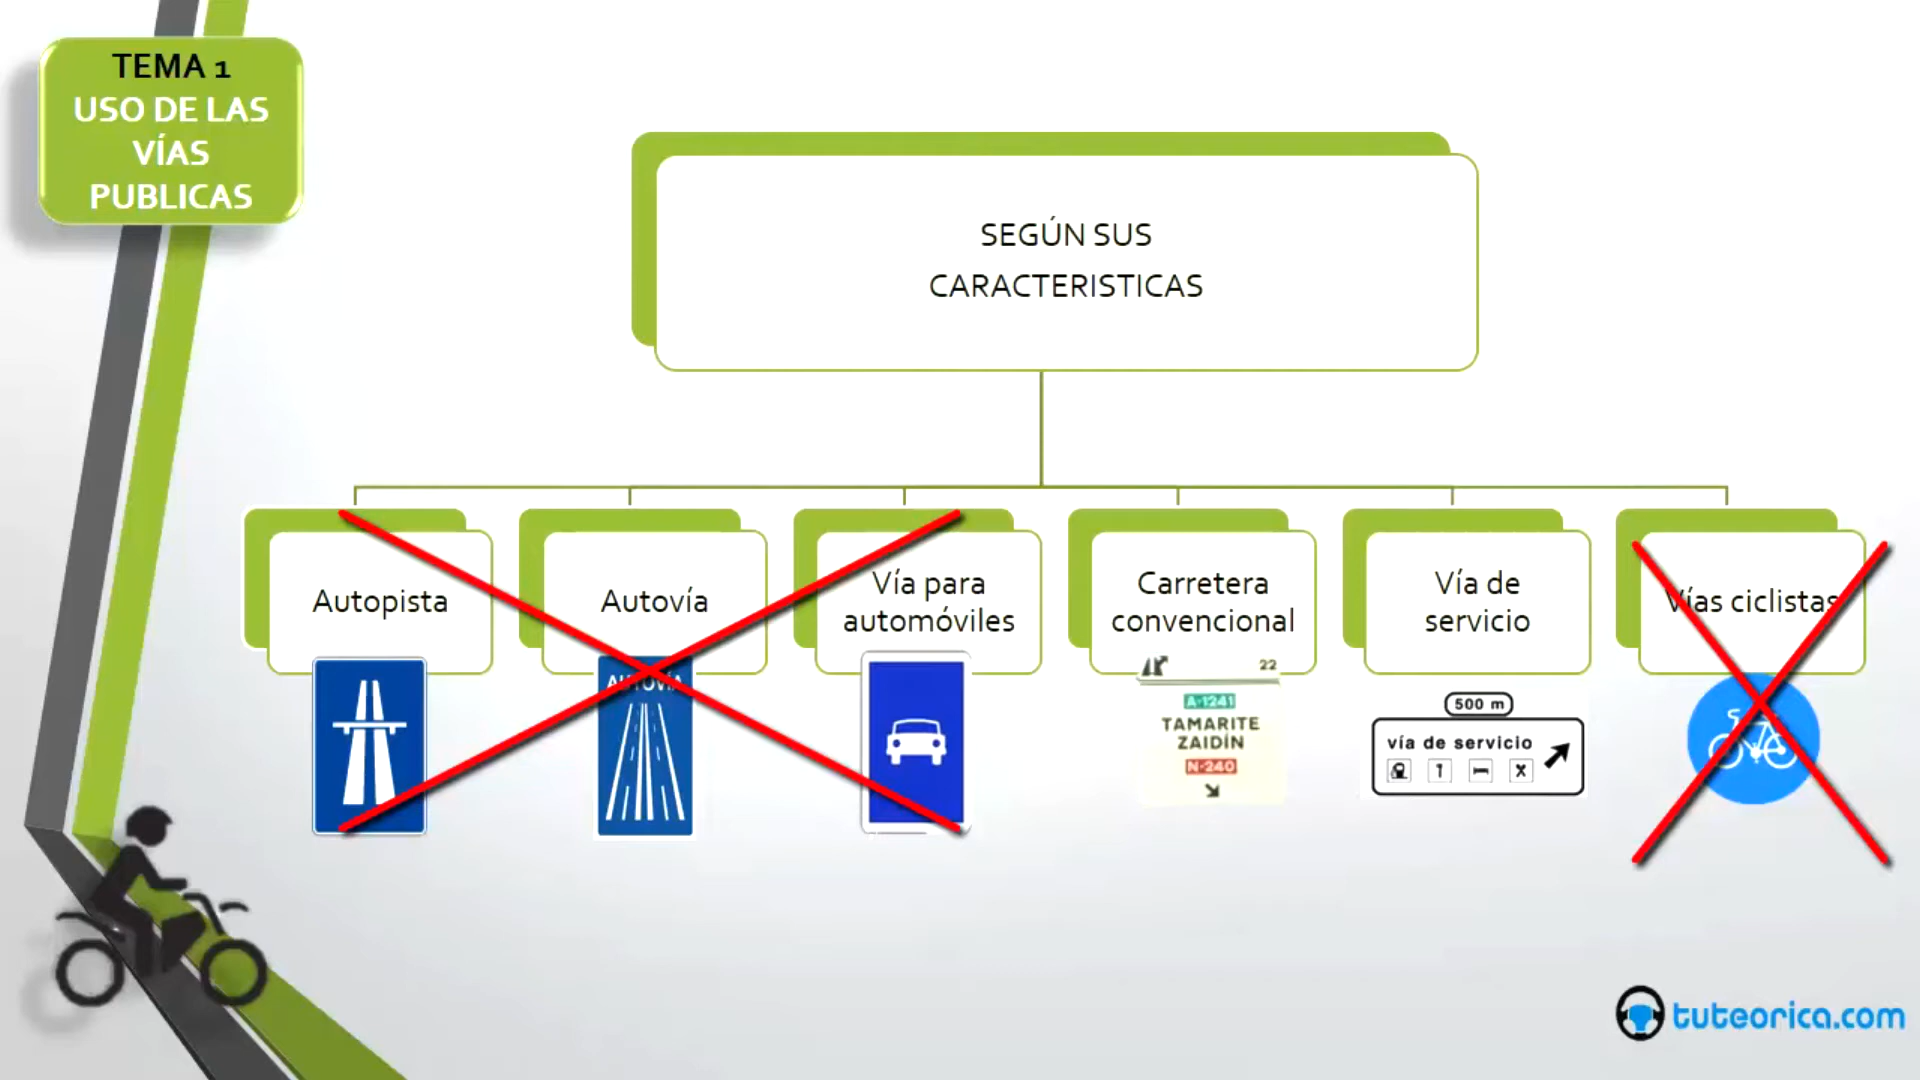 TEMA 1
USO DE LAS
VÍAS
PUBLICAS
SEGÚN SUS
CARACTERISTICAS
Autopista
Autovía
Vía para
automóviles
Carretera
convencional
Vía de
servicio
Vías ciclistas
AUTOVÍA
22
A-1241
TAMARITE
ZAIDÍN
N-240
500 m
vía de servicio
tuteorica.com